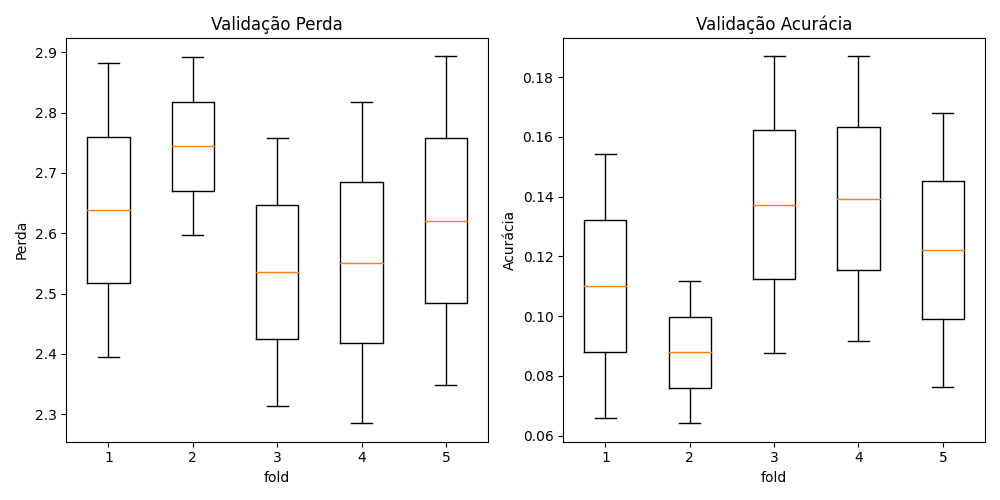 Validação Perda
Perda
2.9
2.8
2.7
2.6
2.5
2.4
2.3
1 2 3 4 5
fold
Validação Acurácia
Acurácia
0.18
0.16
0.14
0.12
0.10
0.08
0.06
1 2 3 4 5
fold